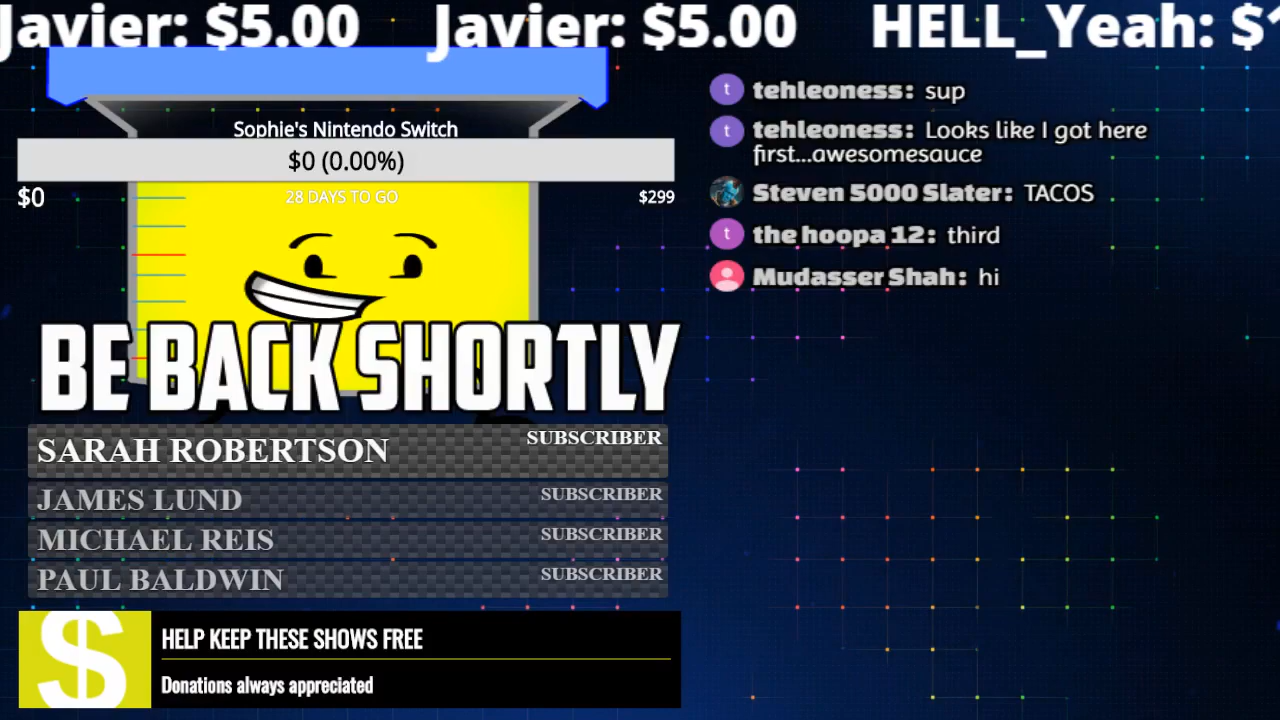 Javier: $5.00 Javier: $5.00 HELL_Yeah: $1
Sophie's Nintendo Switch
$0 (0.00%)
$0 28 DAYS TO GO $299
BE BACK SHORTLY
SARAH ROBERTSON SUBSCRIBER
JAMES LUND SUBSCRIBER
MICHAEL REIS SUBSCRIBER
PAUL BALDWIN SUBSCRIBER
$
HELP KEEP THESE SHOWS FREE
Donations always appreciated
t tehleoness: sup
t tehleoness: Looks like I got here
first...awesomesauce
Steven 5000 Slater: TACOS
t the hoopa 12: third
Mudasser Shah: hi